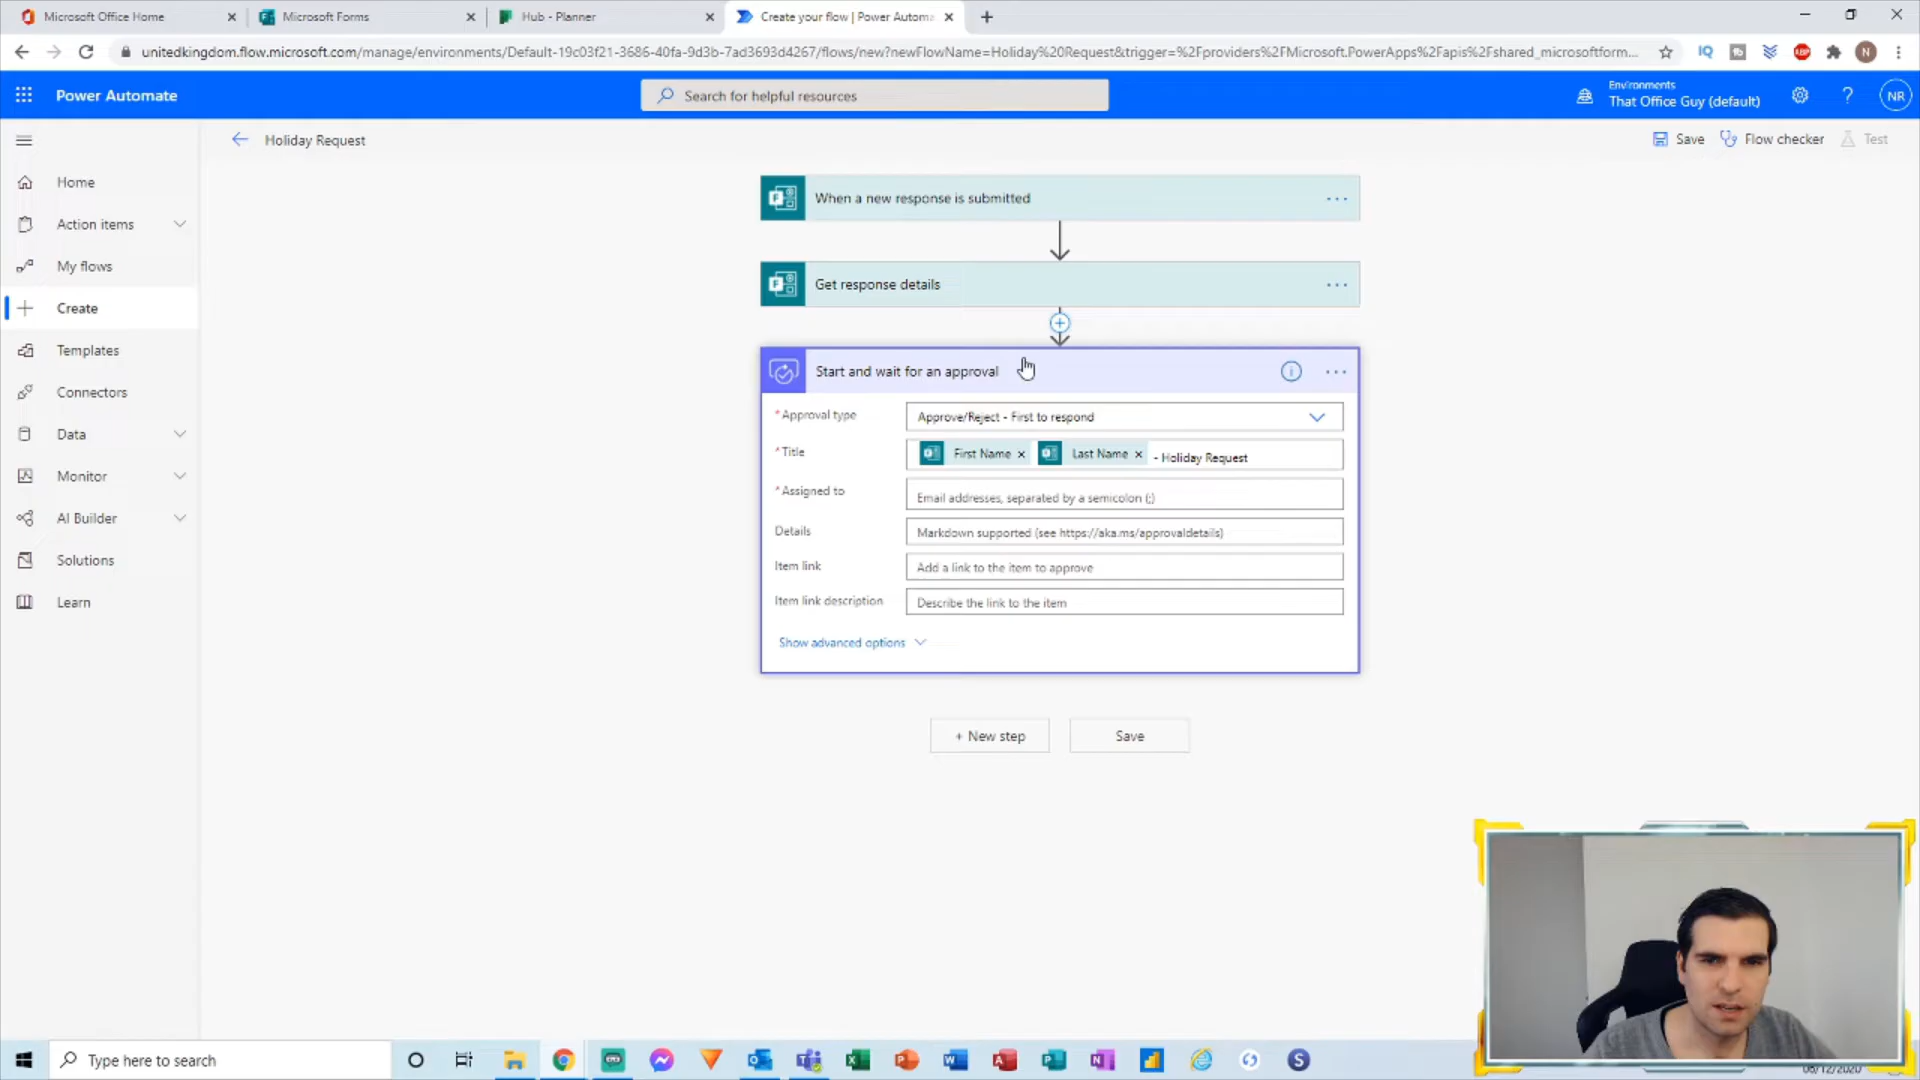 Microsoft Office Home
Microsoft Forms
Hub - Planner
Create your flow | Power Automa
unitedkingdom.flow.microsoft.com/manage/environments/Default-19c03f21-3686-40fa-9d3b-7ad3693d4267/flows/new?newFlowName=Holiday%20Request&trigger=%2Fproviders%2FMicrosoft.PowerApps%2Fapis%2Fshared_microsoftform...
IQ
ABP
N
Power Automate
Search for helpful resources
Environments
That Office Guy (default)
?
NR
Holiday Request
Save
Flow checker
Test
Home
Action items
My flows
Create
Templates
Connectors
Data
Monitor
AI Builder
Solutions
Learn
When a new response is submitted
Get response details
Start and wait for an approval
*Approval type
Approve/Reject - First to respond
*Title
First Name
Last Name
- Holiday Request
*Assigned to
Email addresses, separated by a semicolon (;)
Details
Markdown supported (see https://aka.ms/approvaldetails)
Item link
Add a link to the item to approve
Item link description
Describe the link to the item
Show advanced options
+ New step
Save
Type here to search